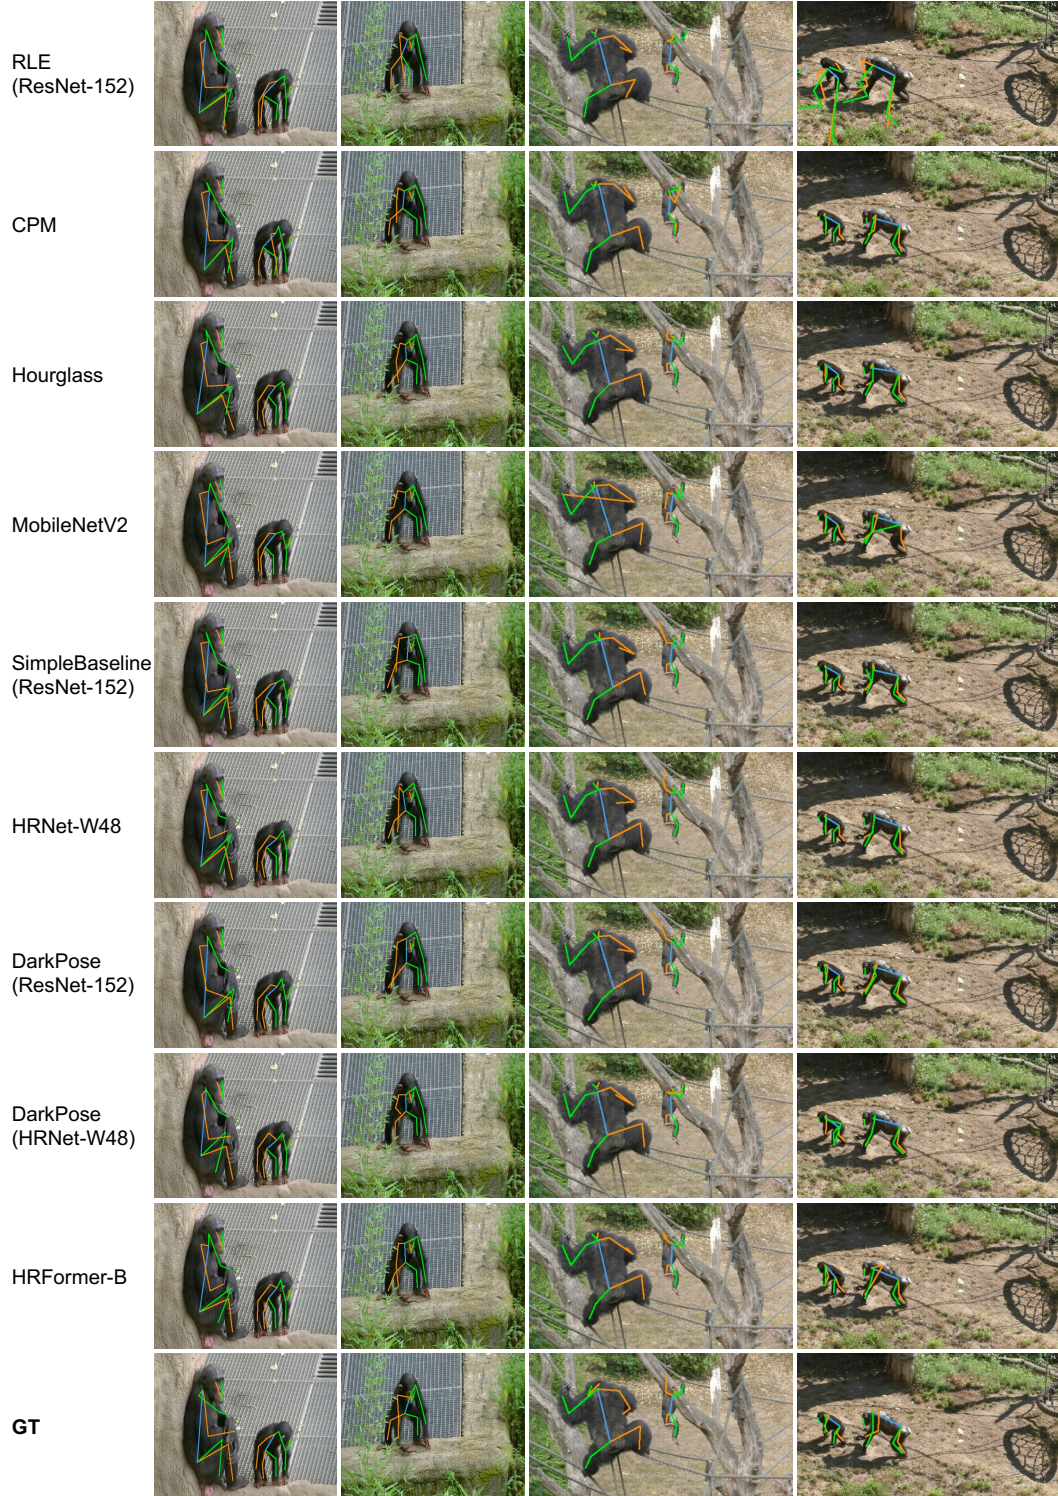 RLE
(ResNet-152)
CPM
Hourglass
MobileNetV2
SimpleBaseline
(ResNet-152)
HRNet-W48
DarkPose
(ResNet-152)
DarkPose
(HRNet-W48)
HRFormer-B
GT